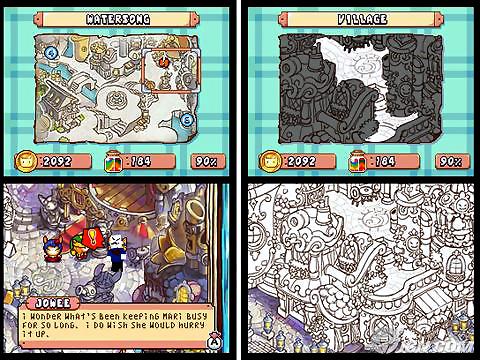 WATERSONG
VILLAGE
:2092
:184
90%
:2092
:184
90%
!
JOWEE
I WONDER WHAT'S BEEN KEEPING MARI BUSY
FOR SO LONG. I DO WISH SHE WOULD HURRY
IT UP.
A